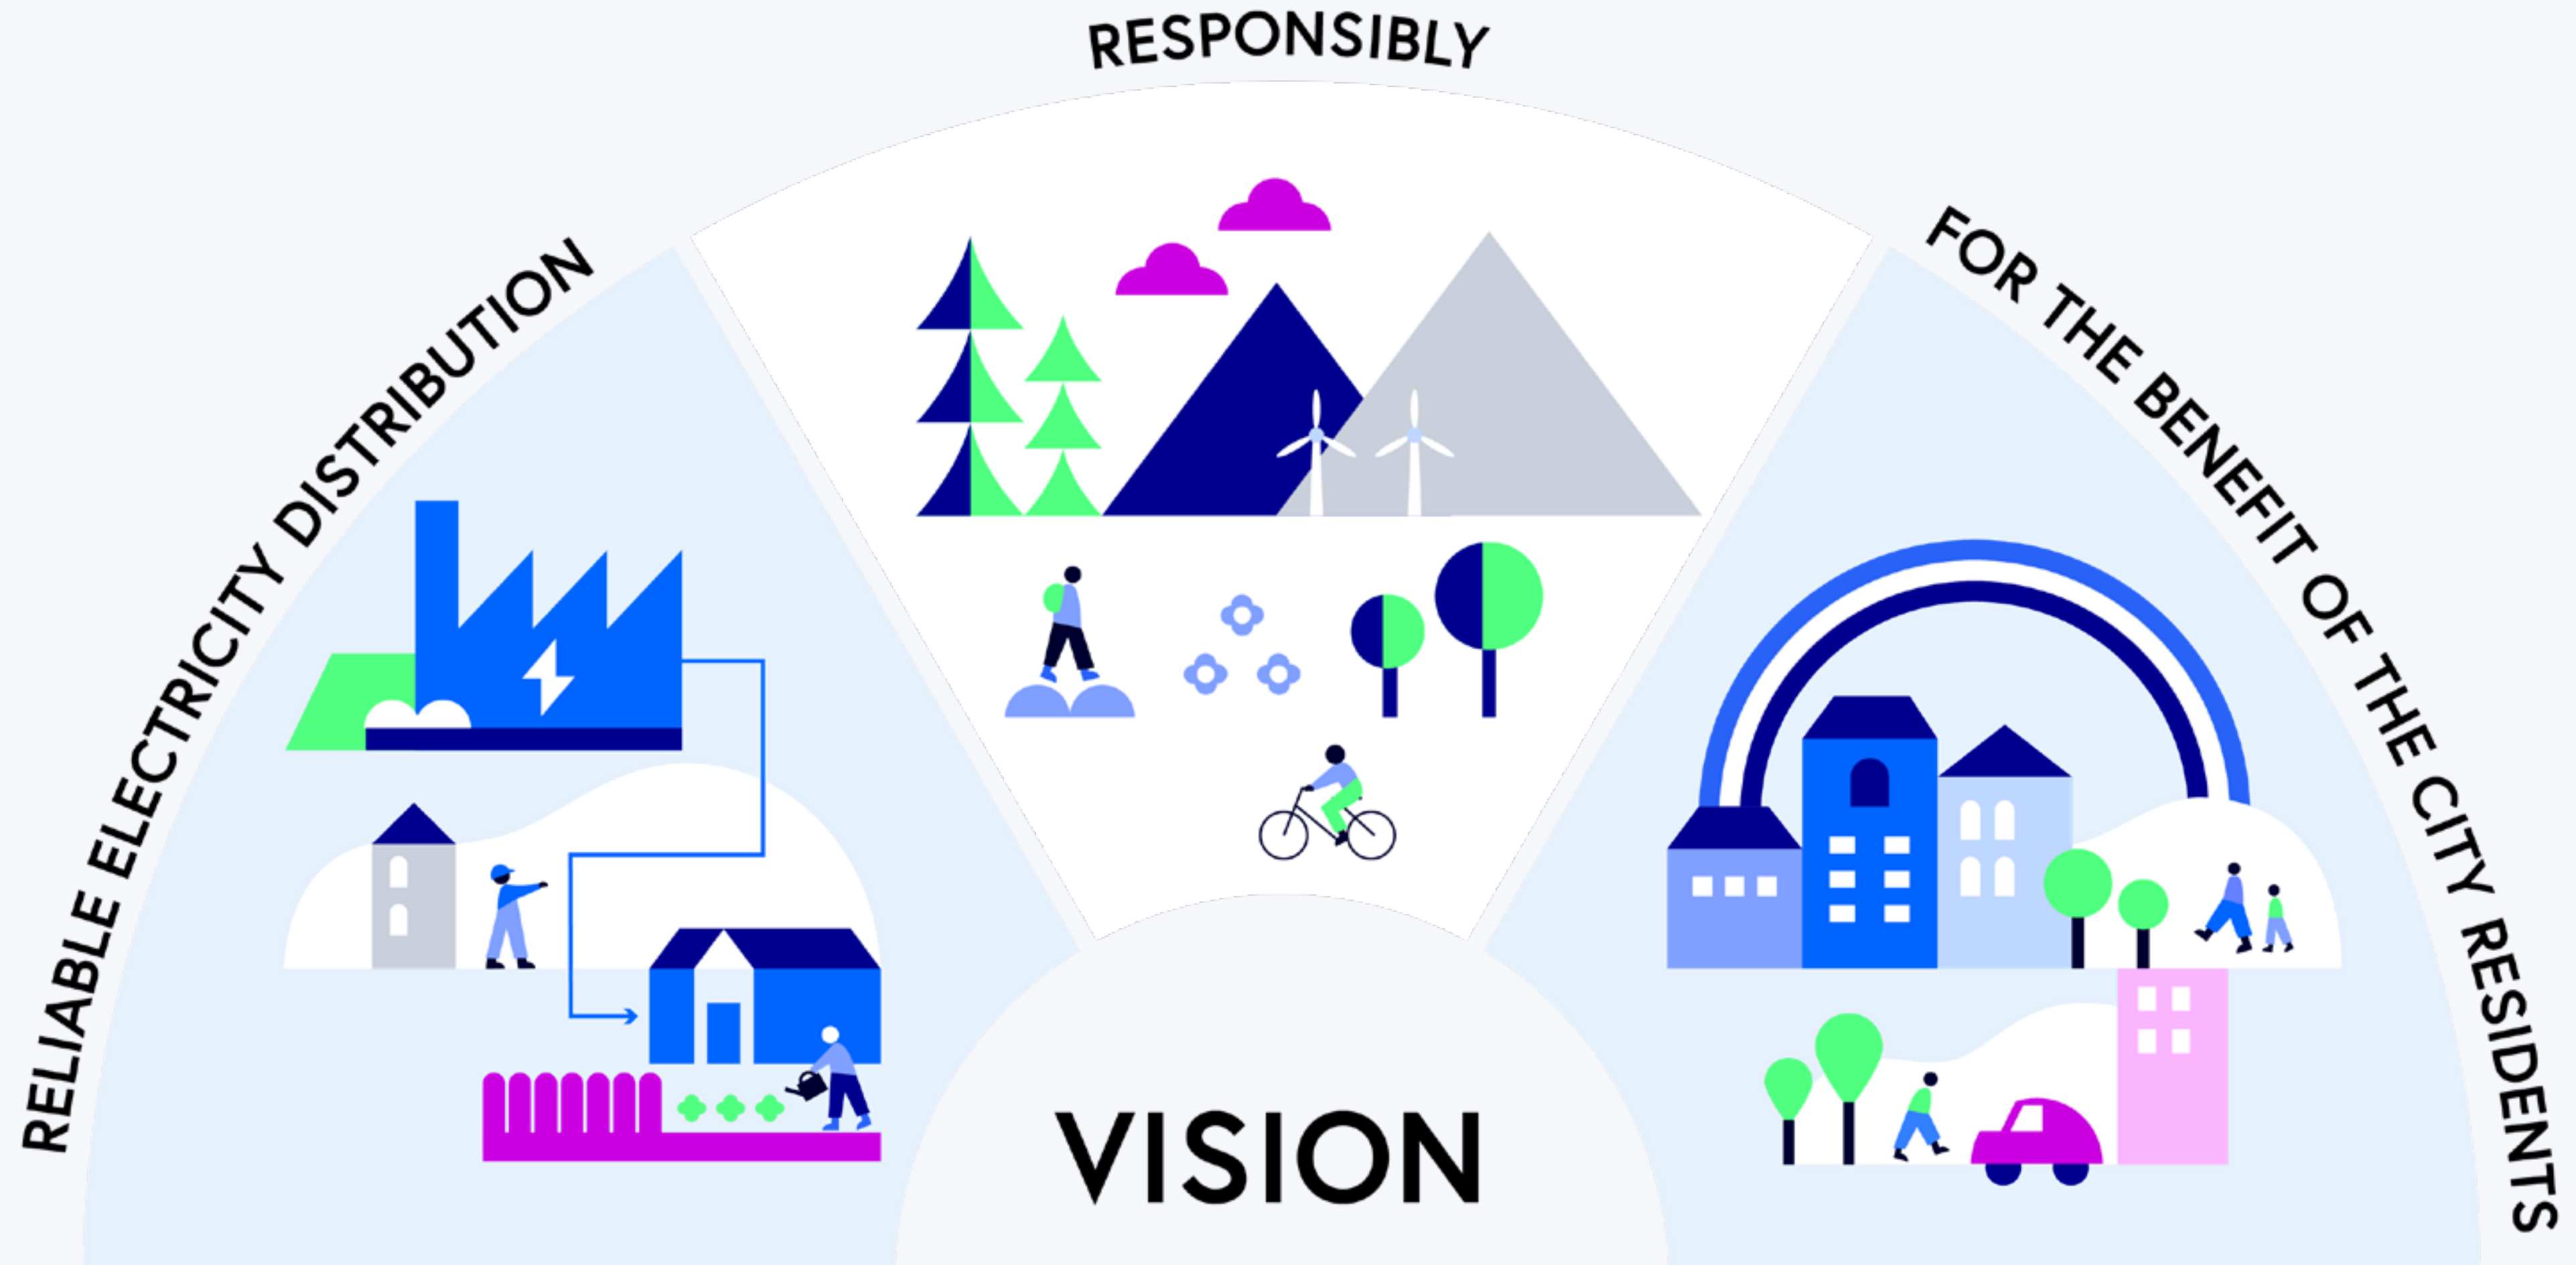 RELIABLE ELECTRICITY DISTRIBUTION
RESPONSIBLY
FOR THE BENEFIT OF THE CITY RESIDENTS
VISION